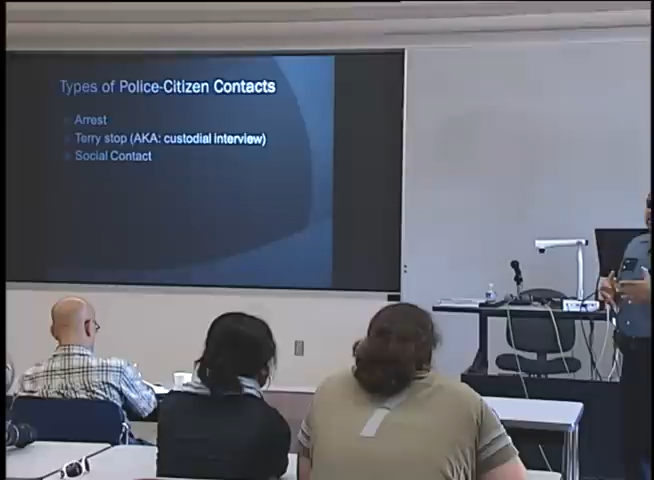 Types of Police-Citizen Contacts
Arrest
Terry stop (AKA: custodial interview)
Social Contact